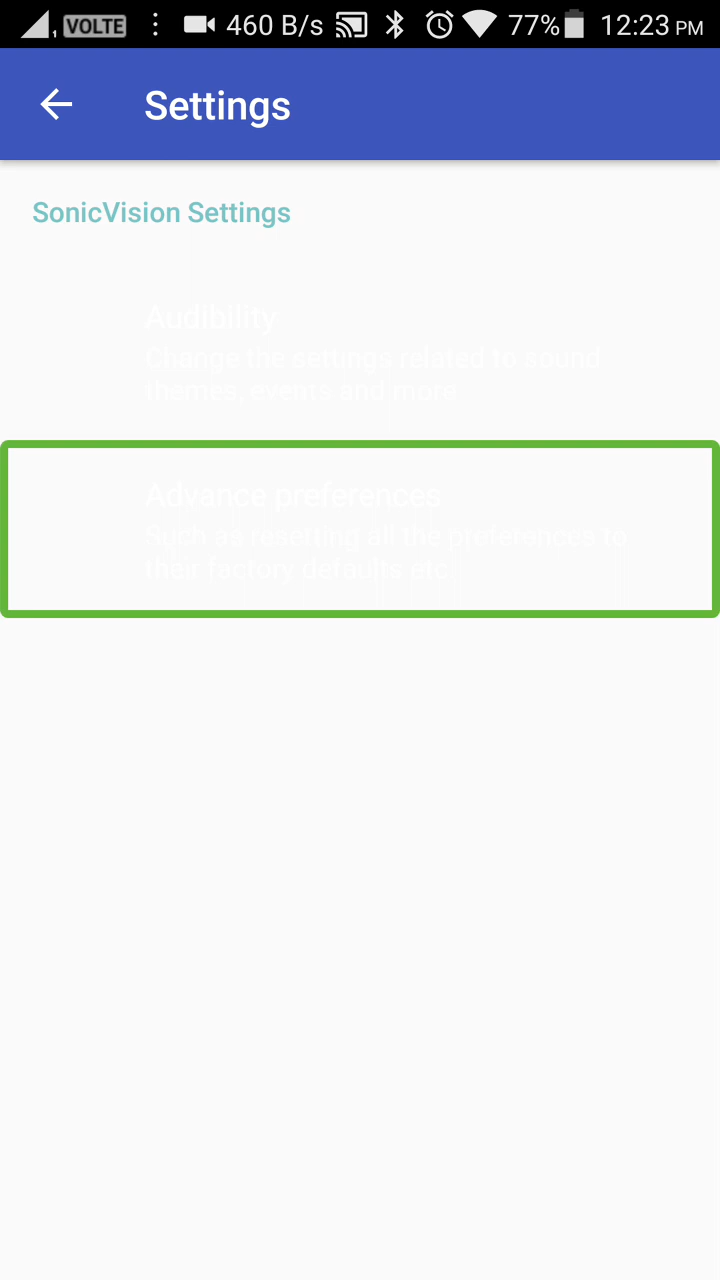 VOLTE 460 B/s 77% 12:23 PM
Settings
SonicVision Settings
Audibility
Change the settings related to sound
themes, events and more
Advance preferences
Such as resetting all the preferences to
their factory defaults etc.